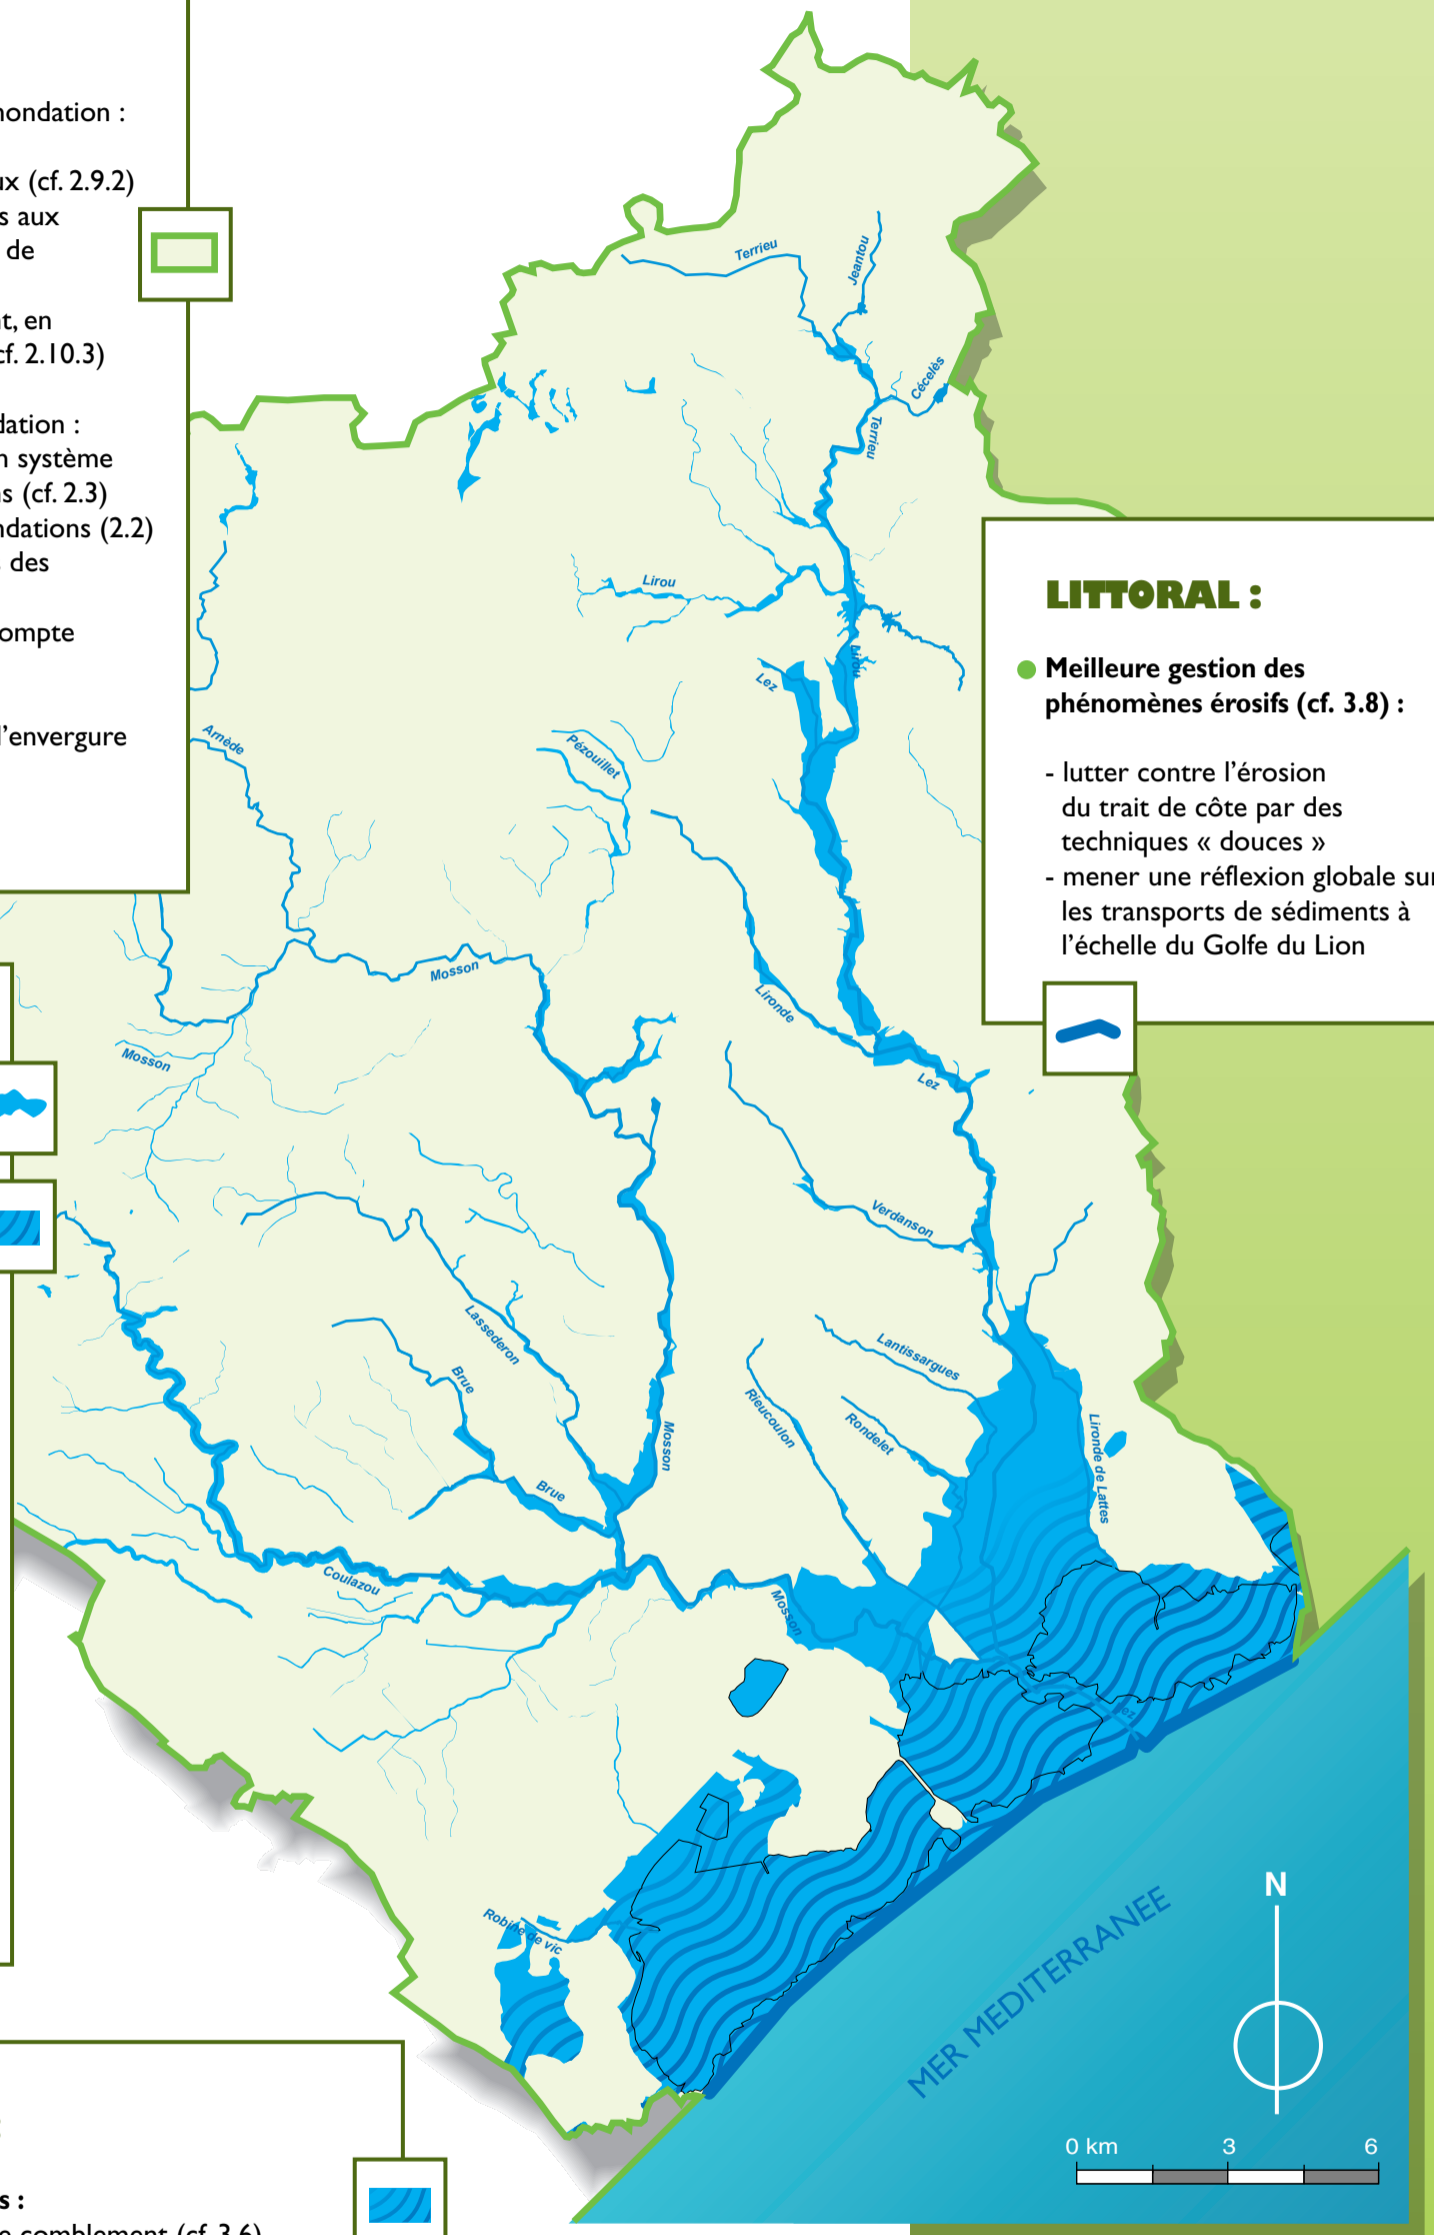 nondation :
ux (cf. 2.9.2)
s aux
de
t, en
cf. 2.10.3)
dation :
n système
s (cf. 2.3)
ndations (2.2)
des
ompte
l'envergure
LITTORAL :
Meilleure gestion des
phénomènes érosifs (cf. 3.8) :
- lutter contre l'érosion
du trait de côte par des
techniques « douces »
- mener une réflexion globale sur
les transports de sédiments à
l'échelle du Golfe du Lion
Terrieu
Jeantou
Cécelès
Terrieu
Lirou
Lirou
Lez
Arnède
Pézouillet
Mosson
Lironde
Mosson
Lez
Verdanson
Lassederon
Brue
Lantissargues
Rieucoulon
Rondelet
Mosson
Lironde de Lattes
Brue
Coulazou
Mosson
Lez
Robine de vic
MER MEDITERRANEE
N
0 km 3 6
s :
e comblement (cf. 3.6)